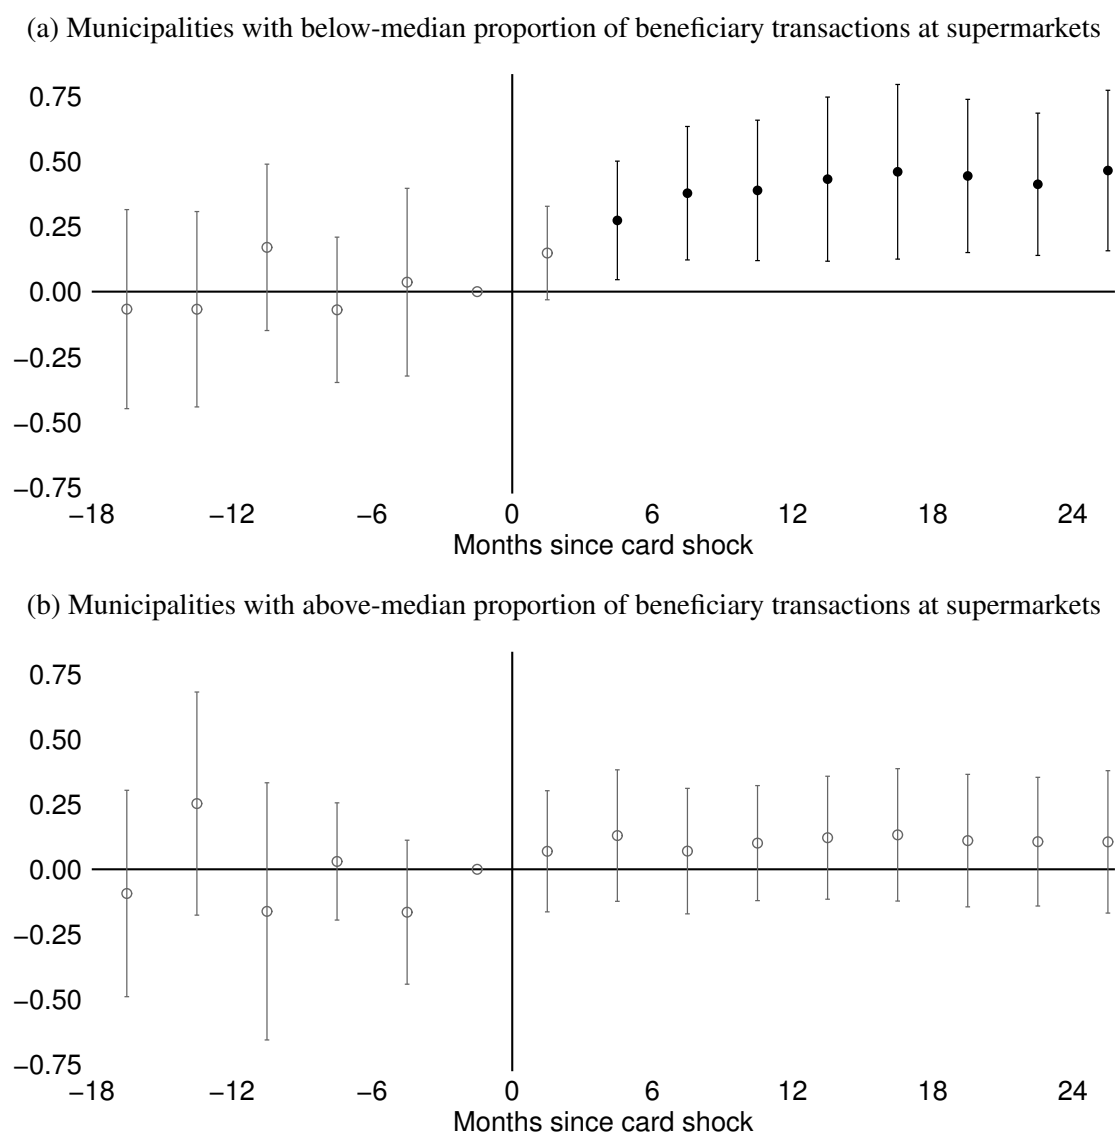 (a) Municipalities with below-median proportion of beneficiary transactions at supermarkets
0.75
0.50
0.25
0.00
−0.25
−0.50
−0.75
−18 −12 −6 0 6 12 18 24
Months since card shock
(b) Municipalities with above-median proportion of beneficiary transactions at supermarkets
0.75
0.50
0.25
0.00
−0.25
−0.50
−0.75
−18 −12 −6 0 6 12 18 24
Months since card shock